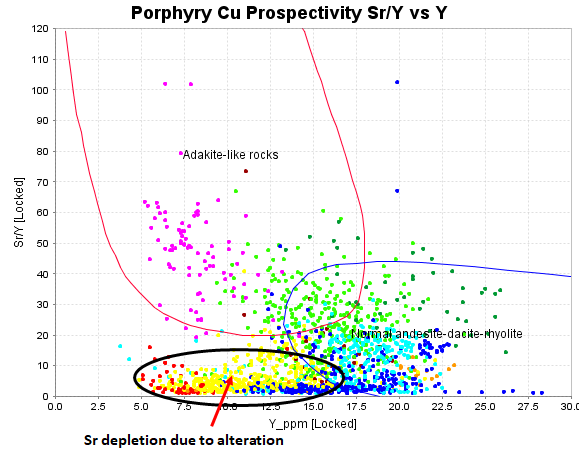 Porphyry Cu Prospectivity Sr/Y vs Y
120
110
100
90
80
70
60
50
40
30
20
10
0
Sr/Y [Locked]
Adakite-like rocks
Normal andesite-dacite-rhyolite
0.0 2.5 5.0 7.5 10.0 12.5 15.0 17.5 20.0 22.5 25.0 27.5 30.0
Y_ppm [Locked]
Sr depletion due to alteration